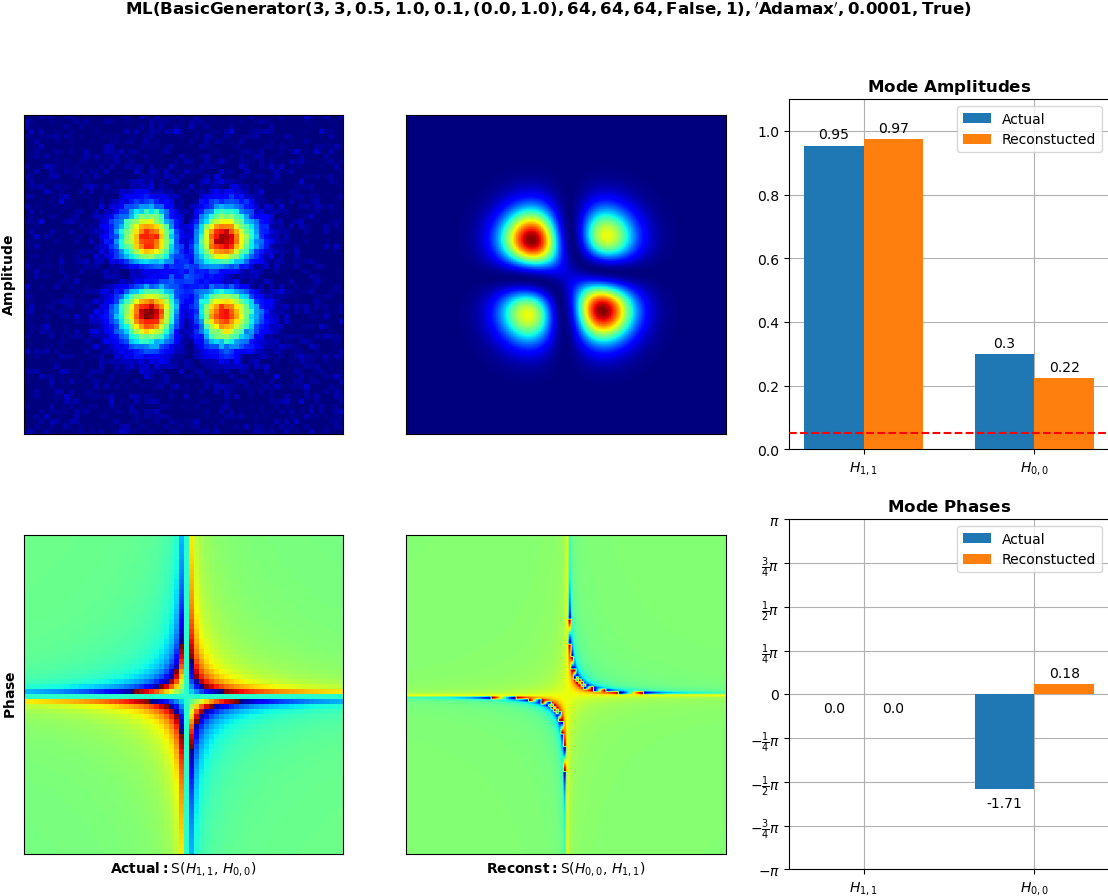 ML(BasicGenerator(3, 3, 0.5, 1.0, 0.1, (0.0, 1.0), 64, 64, 64, False, 1), 'Adamax', 0.0001, True)
Amplitude
Mode Amplitudes
Actual
Reconstucted
1.0
0.8
0.6
0.4
0.2
0.0
0.95
0.97
0.3
0.22
H1,1
H0,0
Phase
Actual: S(H1,1, H0,0)
Reconst: S(H0,0, H1,1)
Mode Phases
Actual
Reconstucted
π
3/4π
1/2π
1/4π
0
−1/4π
−1/2π
−3/4π
−π
0.0
0.0
0.18
-1.71
H1,1
H0,0